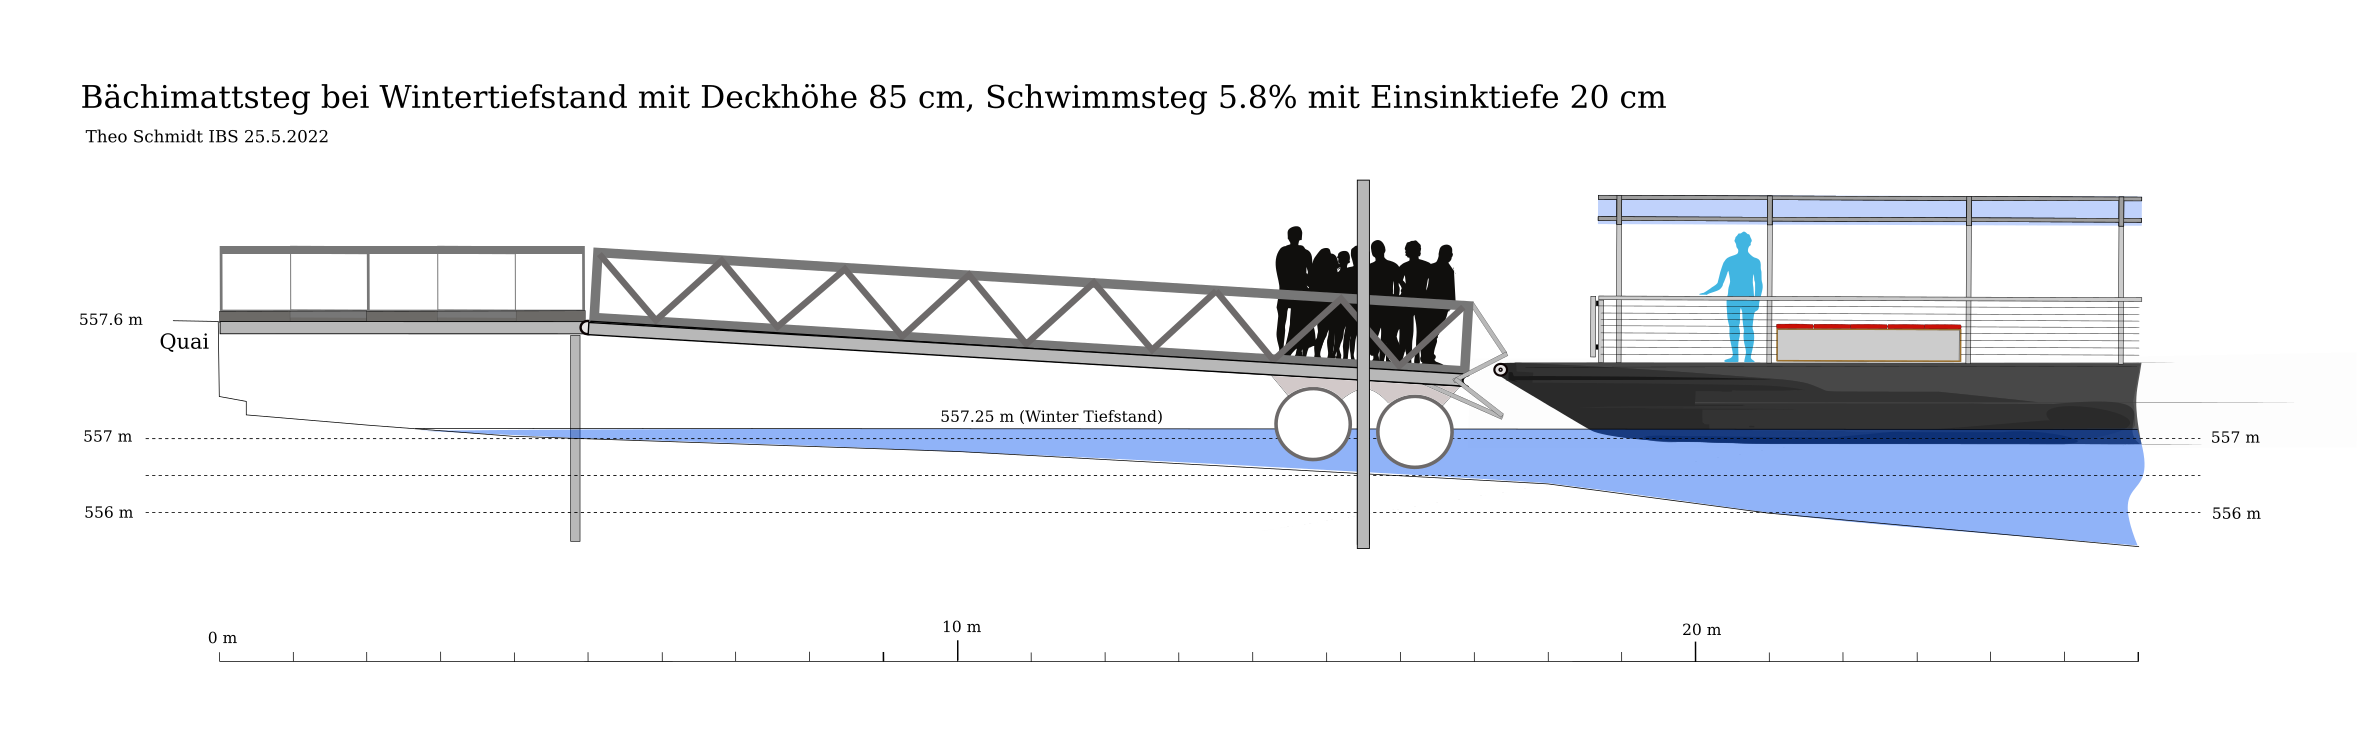 Bächimattsteg bei Wintertiefstand mit Deckhöhe 85 cm, Schwimmsteg 5.8% mit Einsinktiefe 20 cm
Theo Schmidt IBS 25.5.2022
557.6 m
Quai
557.25 m (Winter Tiefstand)
557 m
557 m
556 m
556 m
0 m
10 m
20 m